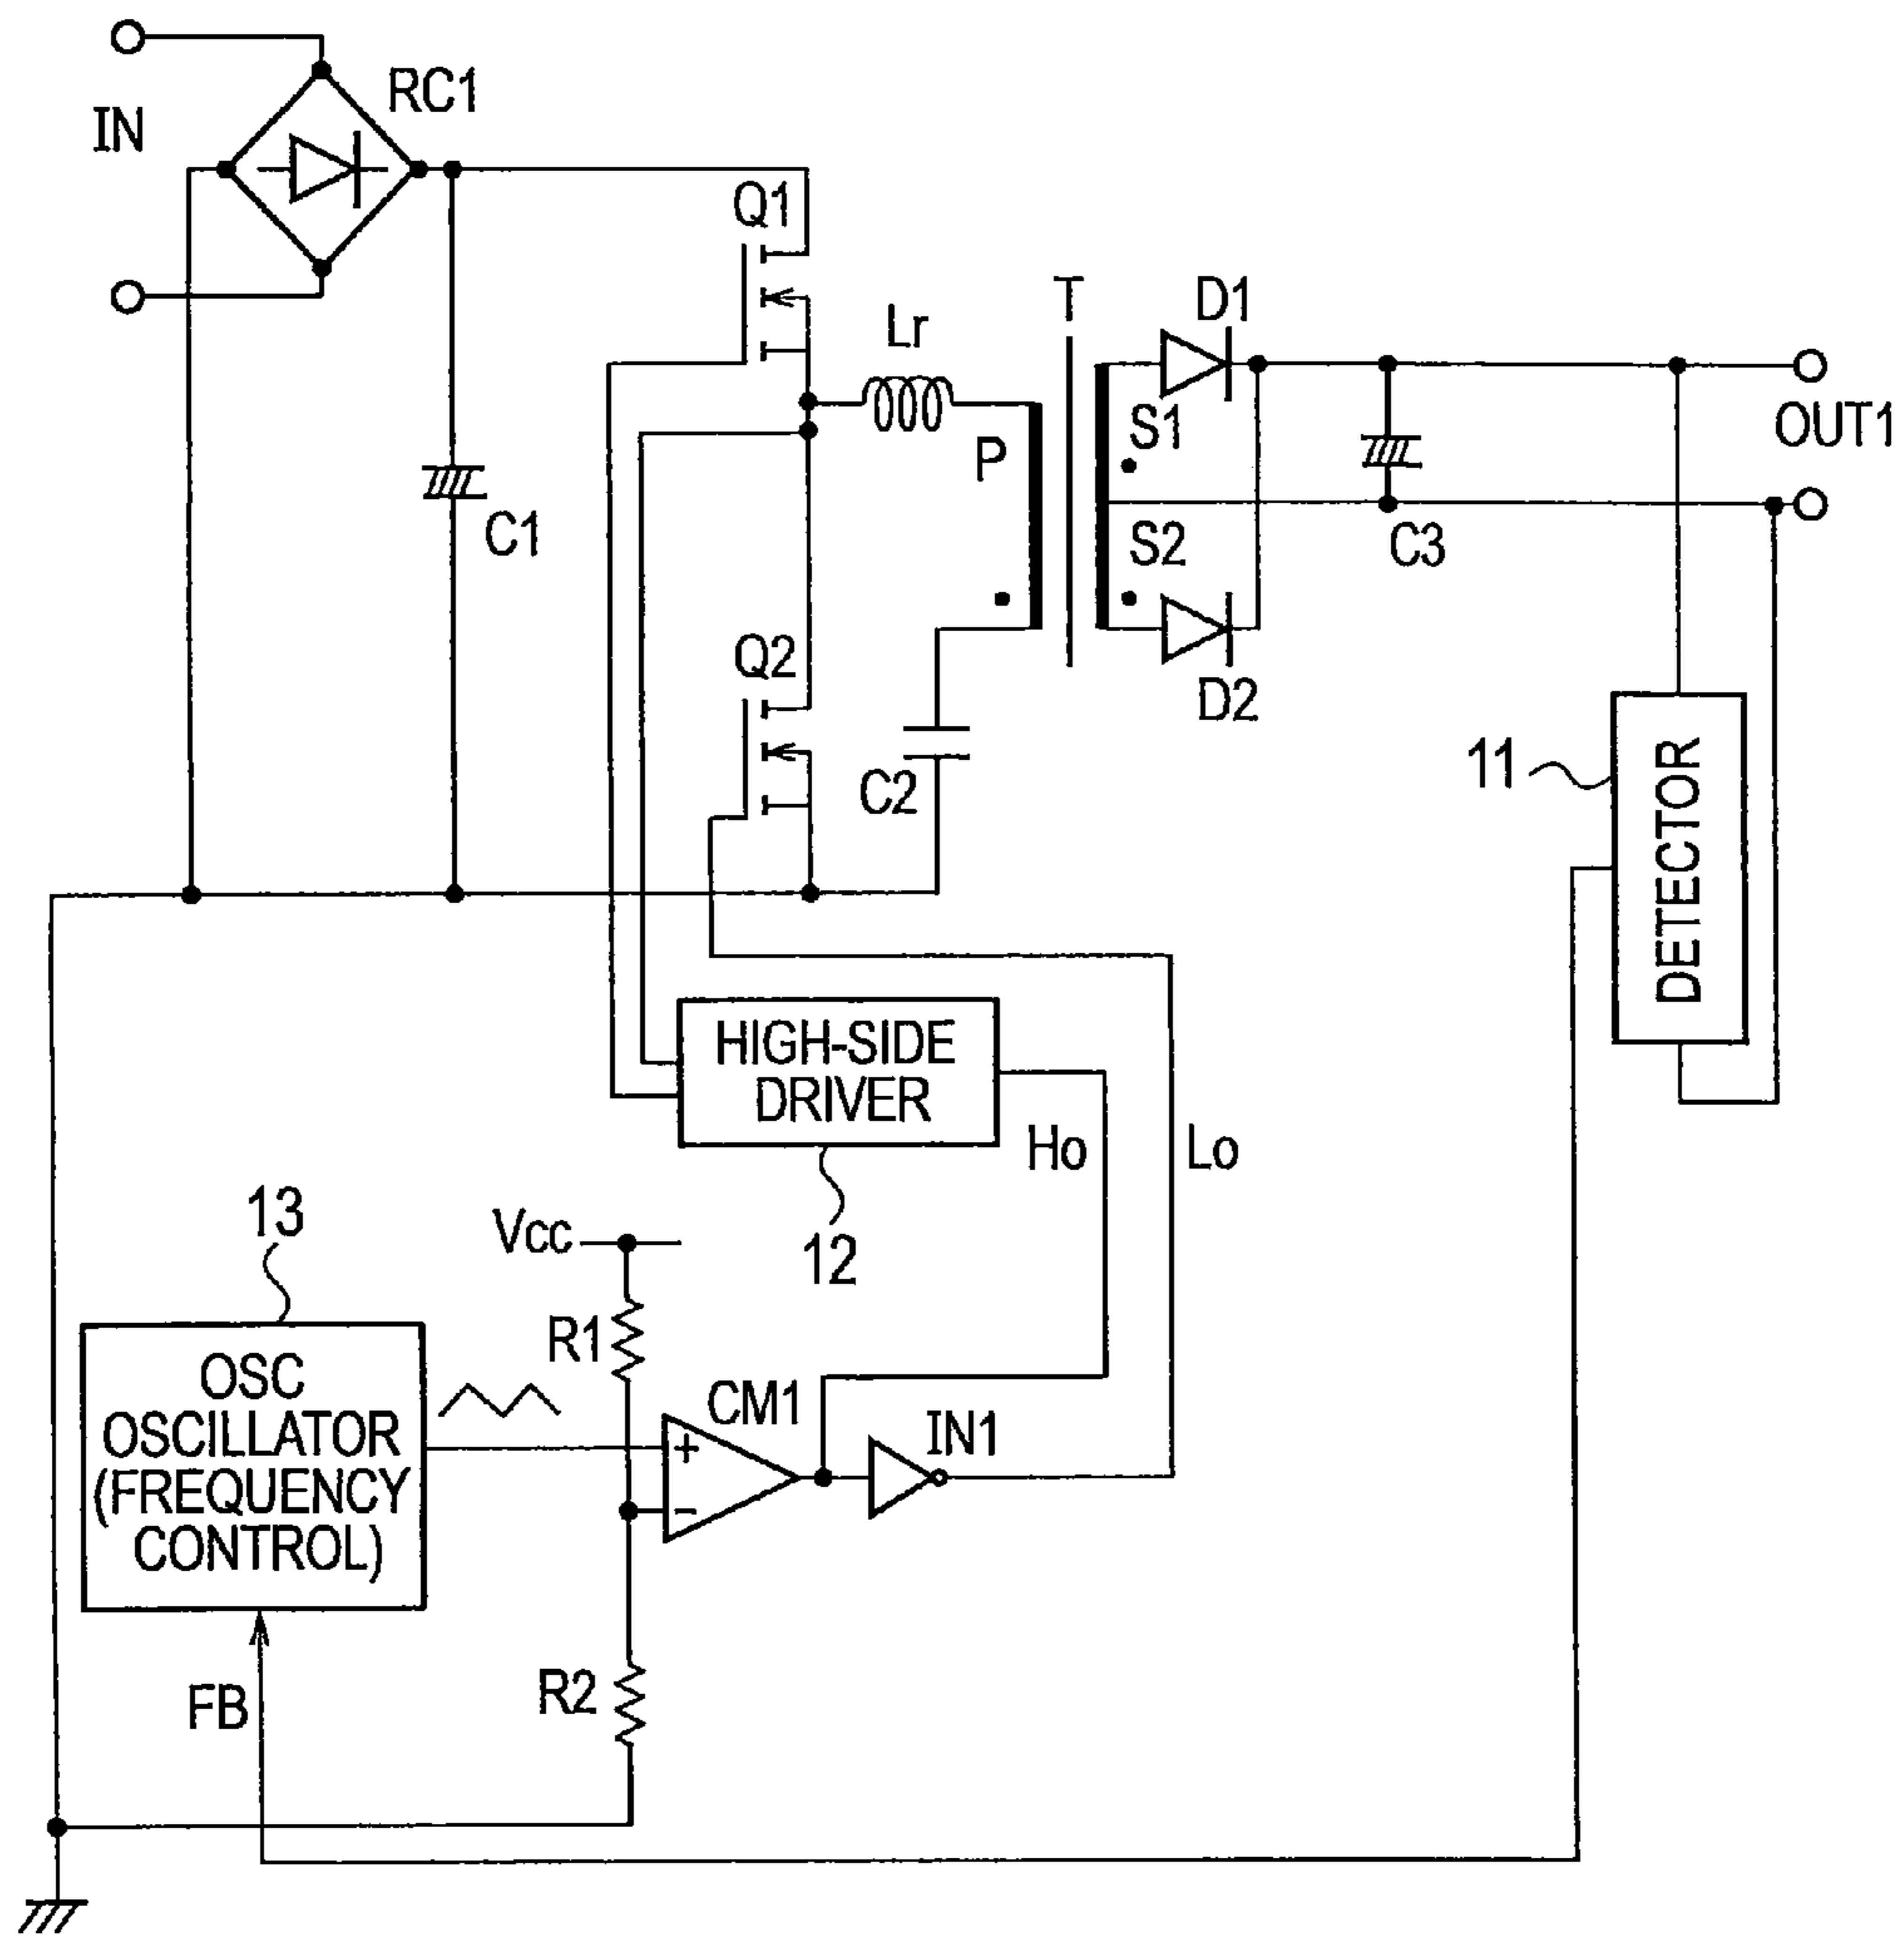 RC1
IN
Q1
T
D1
Lr
S1
OUT1
P
C1
S2
C3
Q2
D2
11
C2
DETECTOR
HIGH-SIDE
DRIVER
Ho
Lo
13
Vcc
12
R1
OSC
OSCILLATOR
(FREQUENCY
CONTROL)
CM1
IN1
+
−
R2
FB